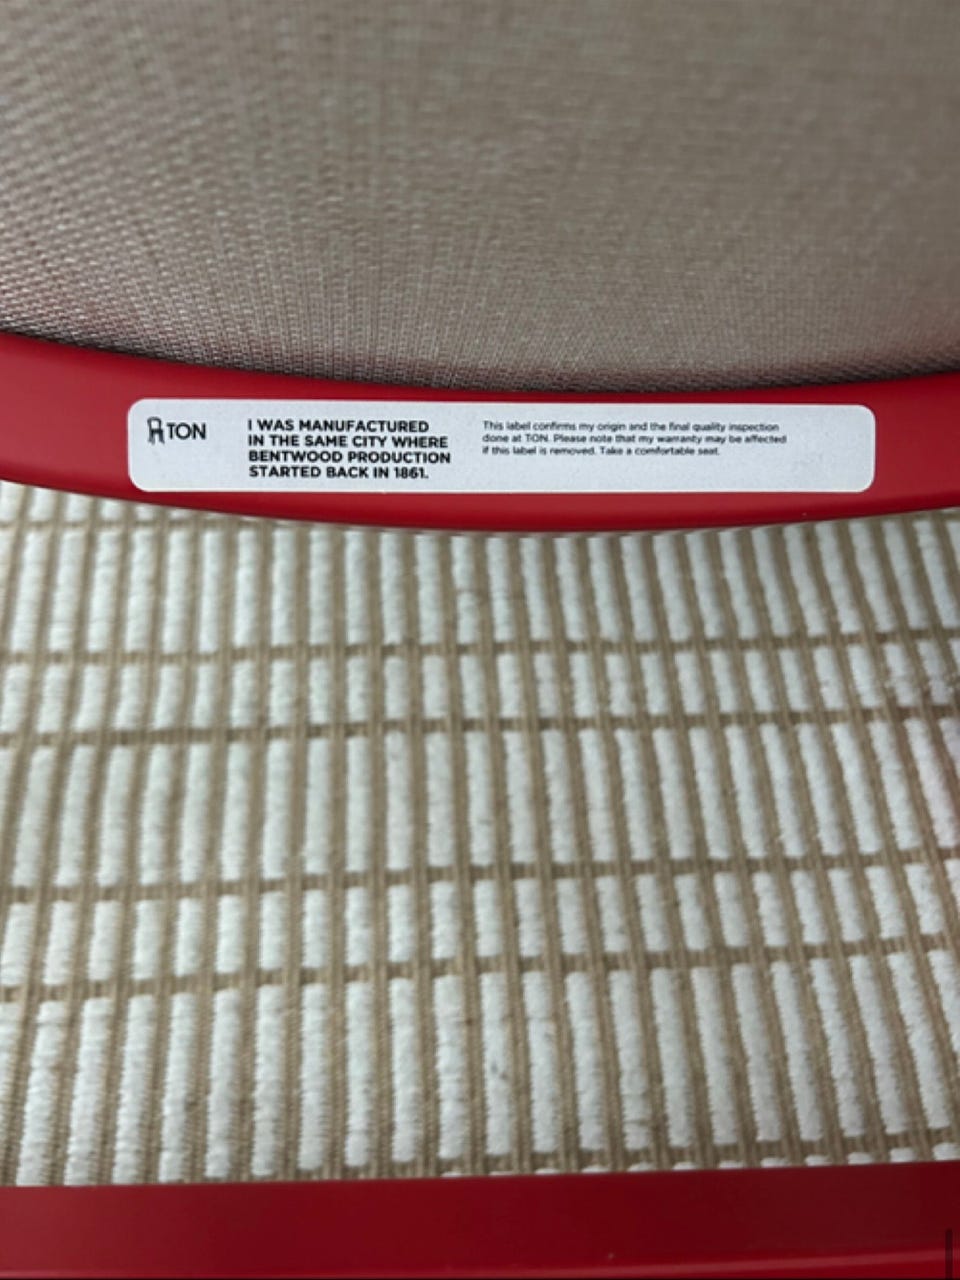 TON
I WAS MANUFACTURED
IN THE SAME CITY WHERE
BENTWOOD PRODUCTION
STARTED BACK IN 1861.
This label confirms my origin and the final quality inspection
done at TON. Please note that my warranty may be affected
if this label is removed. Take a comfortable seat.